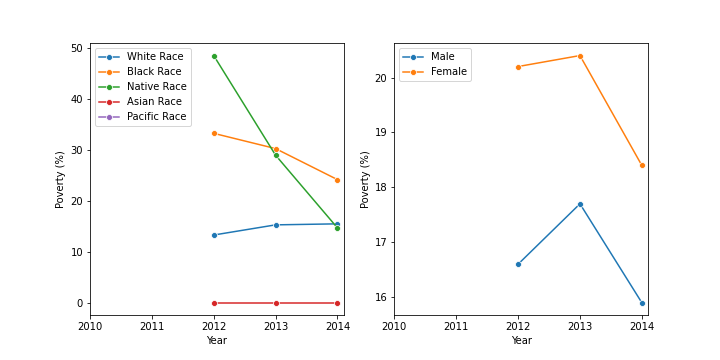 White Race
Black Race
Native Race
Asian Race
Pacific Race
50
40
30
20
10
0
Poverty (%)
2010 2011 2012 2013 2014
Year
Male
Female
20
19
18
17
16
Poverty (%)
2010 2011 2012 2013 2014
Year